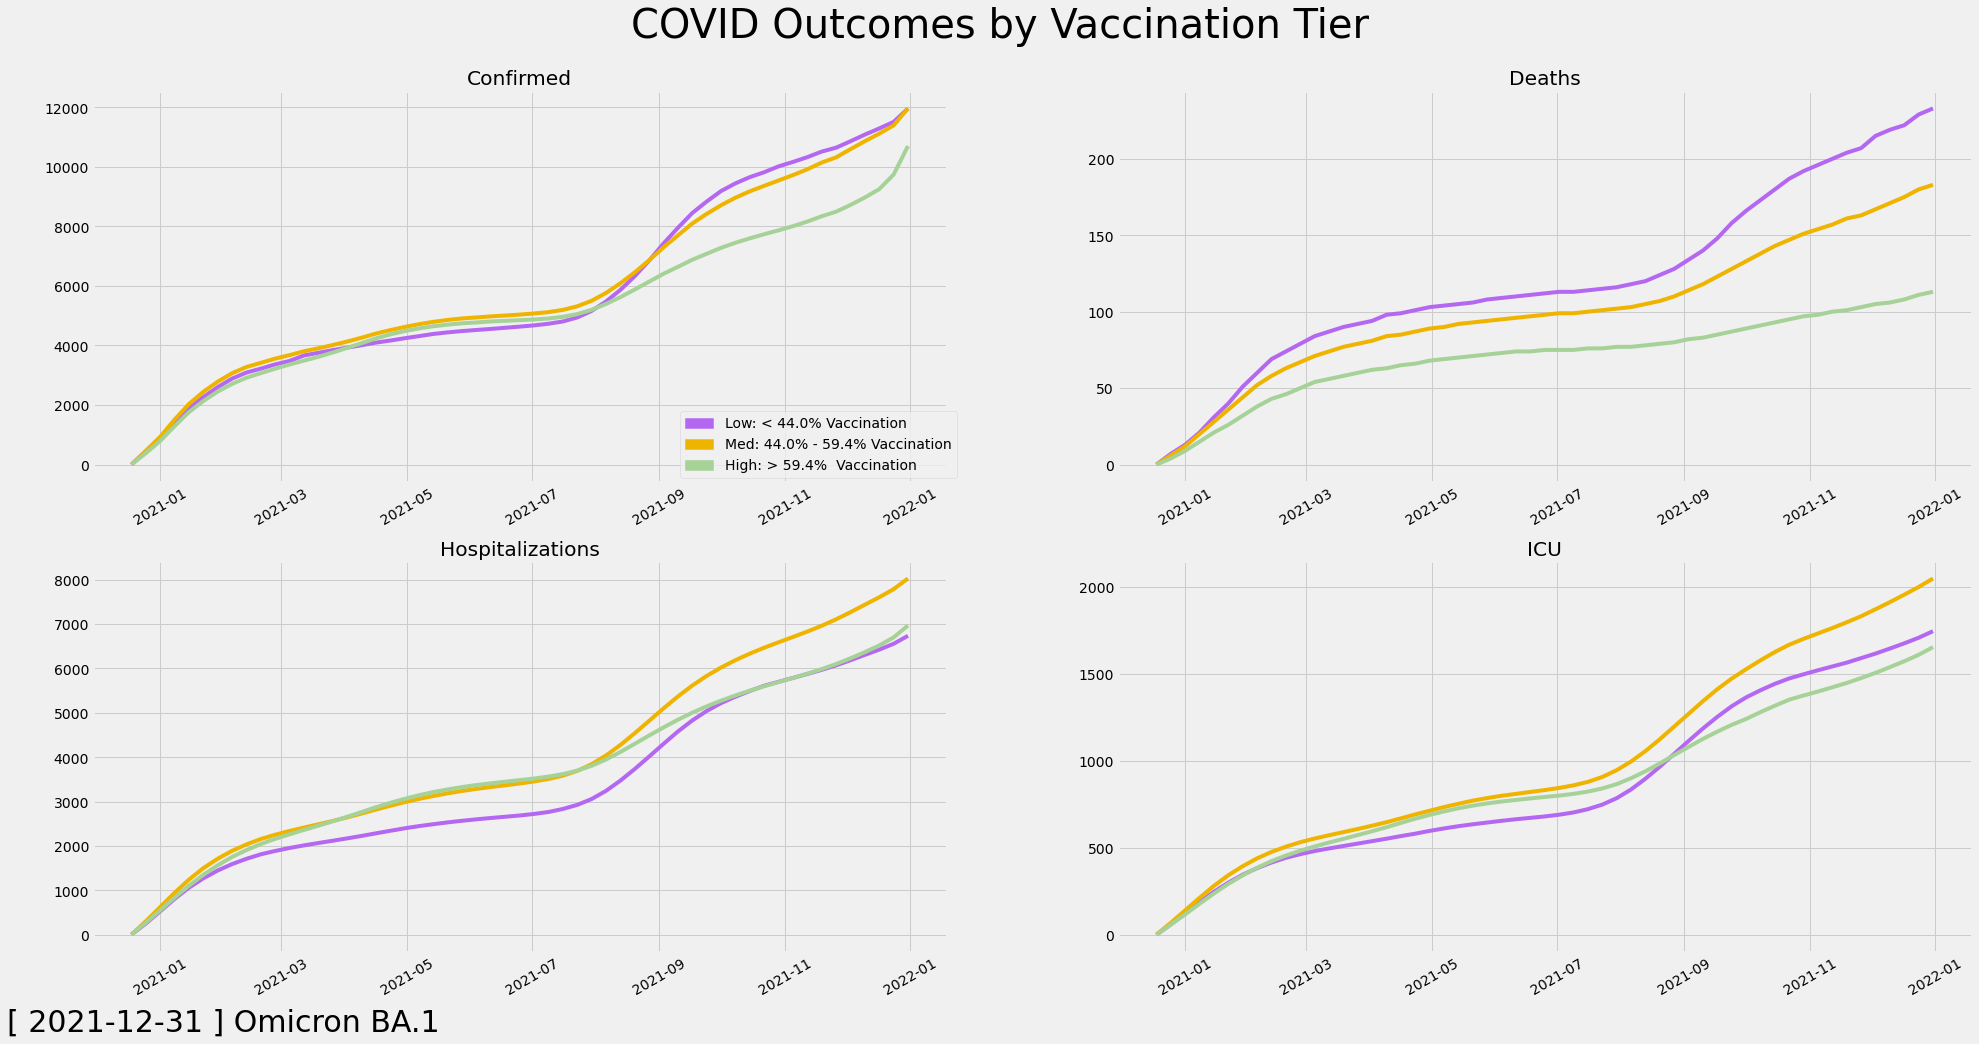 COVID Outcomes by Vaccination Tier
Confirmed
12000
10000
8000
6000
4000
2000
0
Low: < 44.0% Vaccination
Med: 44.0% - 59.4% Vaccination
High: > 59.4%  Vaccination
2021-01 2021-03 2021-05 2021-07 2021-09 2021-11 2022-01
Deaths
200
150
100
50
0
2021-01 2021-03 2021-05 2021-07 2021-09 2021-11 2022-01
Hospitalizations
8000
7000
6000
5000
4000
3000
2000
1000
0
2021-01 2021-03 2021-05 2021-07 2021-09 2021-11 2022-01
ICU
2000
1500
1000
500
0
2021-01 2021-03 2021-05 2021-07 2021-09 2021-11 2022-01
[ 2021-12-31 ] Omicron BA.1